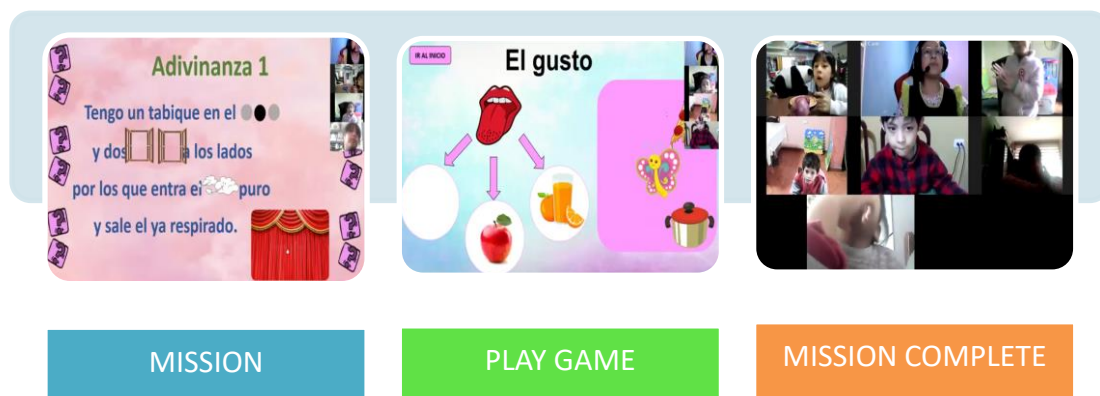 Adivinanza 1
Tengo un tabique en el
y dos a los lados
por los que entra el puro
y sale el ya respirado.
IR AL INICIO
El gusto
MISSION
PLAY GAME
MISSION COMPLETE